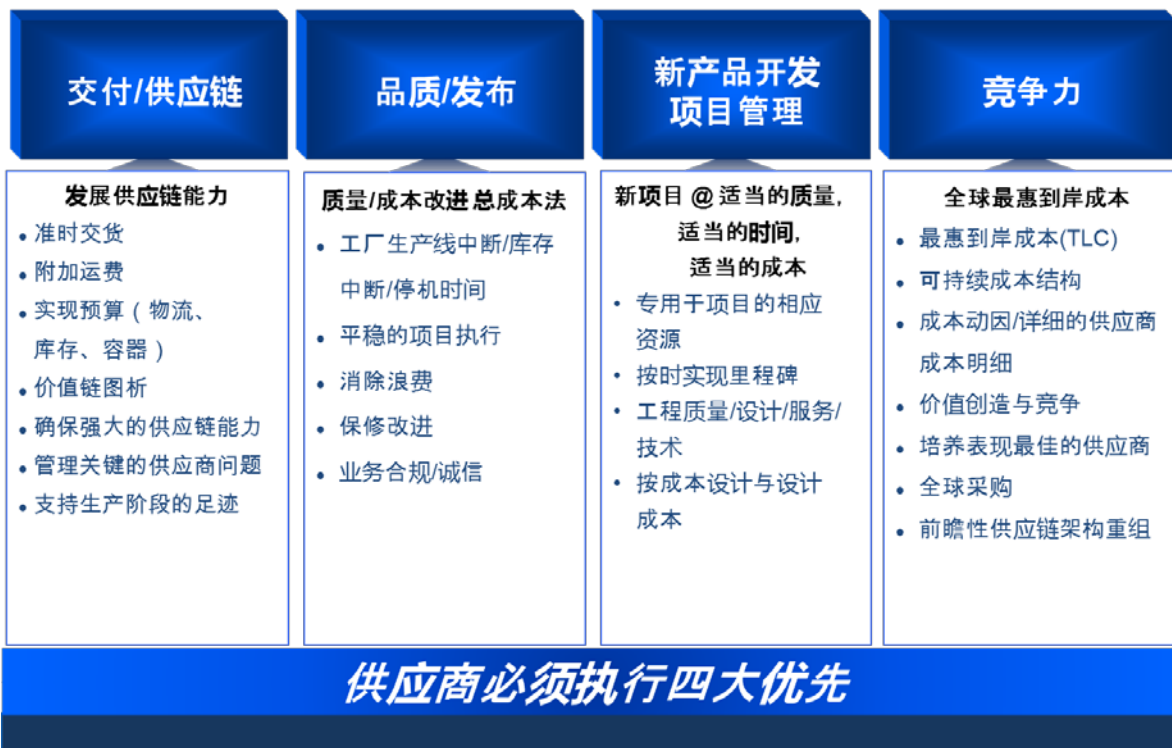 交付/供应链
发展供应链能力
• 准时交货
• 附加运费
• 实现预算（物流、
库存、容器）
• 价值链图析
• 确保强大的供应链能力
• 管理关键的供应商问题
• 支持生产阶段的足迹
品质/发布
质量/成本改进 总成本法
• 工厂生产线中断/库存
中断/停机时间
• 平稳的项目执行
• 消除浪费
• 保修改进
• 业务合规/诚信
新产品开发
项目管理
新项目 @ 适当的质量,
适当的时间,
适当的成本
• 专用于项目的相应
资源
• 按时实现里程碑
• 工程质量/设计/服务/
技术
• 按成本设计与设计
成本
竞争力
全球最惠到岸成本
• 最惠到岸成本(TLC)
• 可持续成本结构
• 成本动因/详细的供应商
成本明细
• 价值创造与竞争
• 培养表现最佳的供应商
• 全球采购
• 前瞻性供应链架构重组
供应商必须执行四大优先